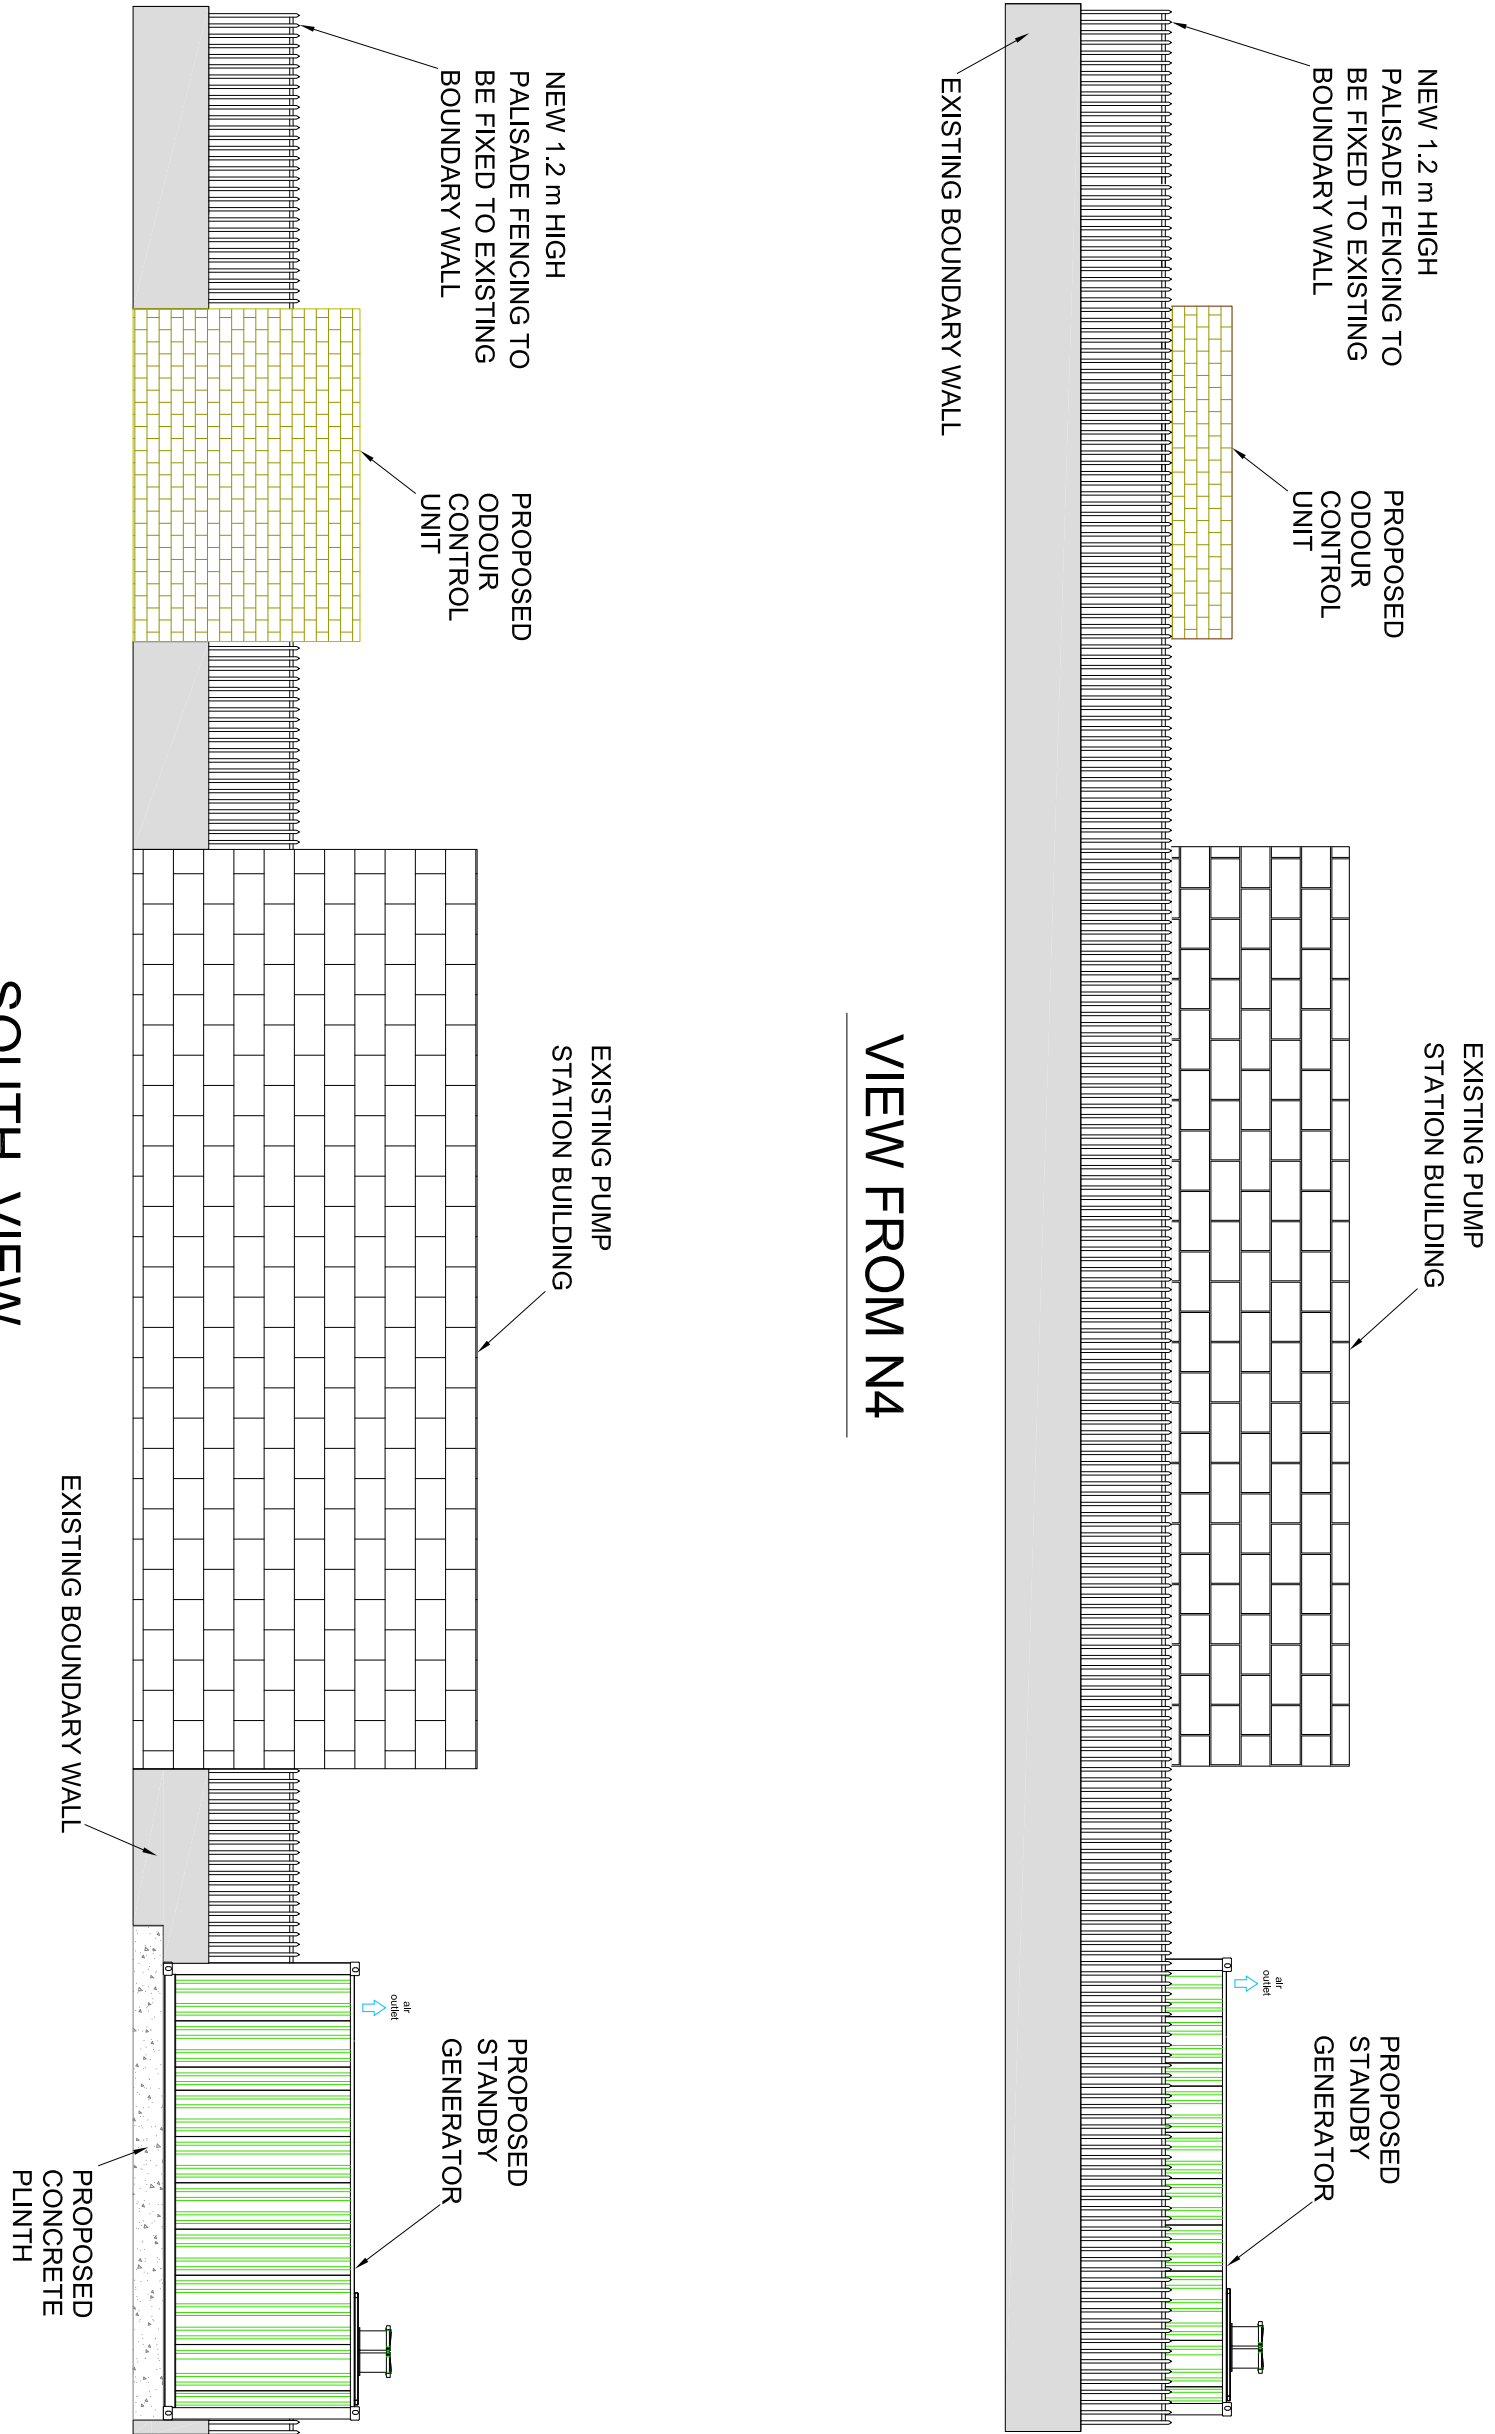 NEW 1.2 m HIGH
PALISADE FENCING TO
BE FIXED TO EXISTING
BOUNDARY WALL
PROPOSED
ODOUR
CONTROL
UNIT
EXISTING PUMP
STATION BUILDING
air
outlet
PROPOSED
STANDBY
GENERATOR
EXISTING BOUNDARY WALL
VIEW FROM N4
NEW 1.2 m HIGH
PALISADE FENCING TO
BE FIXED TO EXISTING
BOUNDARY WALL
PROPOSED
ODOUR
CONTROL
UNIT
EXISTING PUMP
STATION BUILDING
air
outlet
PROPOSED
STANDBY
GENERATOR
EXISTING BOUNDARY WALL
PROPOSED
CONCRETE
PLINTH
SOUTH VIEW